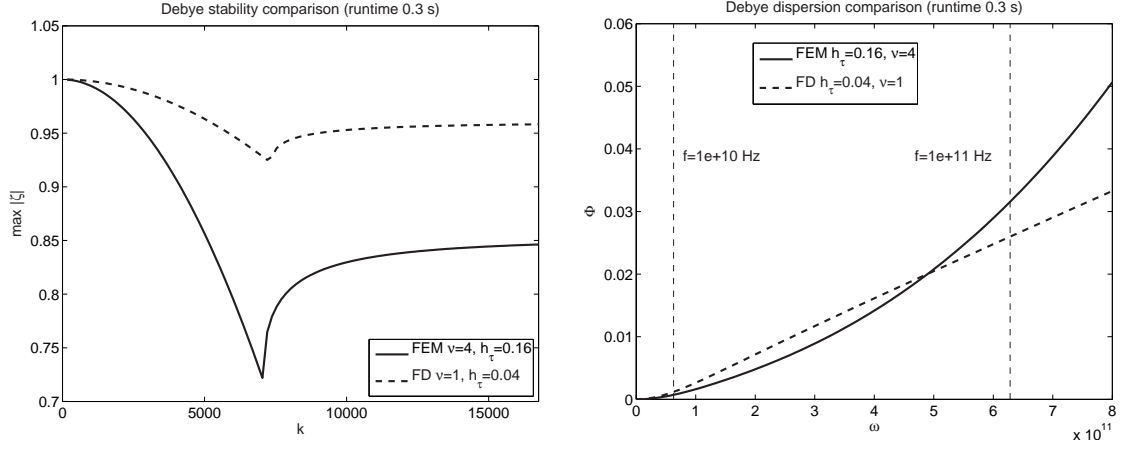 Debye stability comparison (runtime 0.3 s)
1.05
1
0.95
0.9
0.85
0.8
0.75
0.7
max |ζ|
0
5000
10000
15000
k
FEM ν=4, hτ=0.16
FD ν=1, hτ=0.04
Debye dispersion comparison (runtime 0.3 s)
0.06
0.05
0.04
0.03
0.02
0.01
0
Φ
FEM hτ=0.16, ν=4
FD hτ=0.04, ν=1
f=1e+10 Hz
f=1e+11 Hz
0
1
2
3
4
5
6
7
8
ω
x 10^11